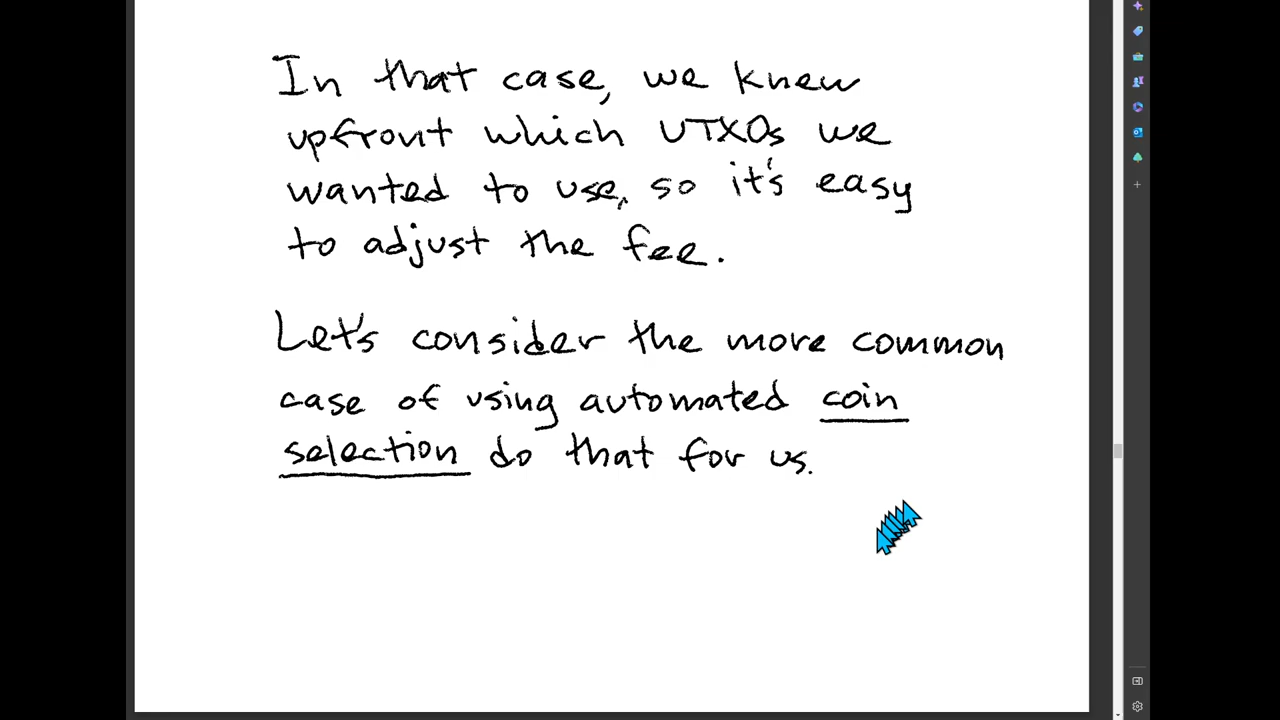 In that case, we knew
upfront which UTXOs we
wanted to use, so it's easy
to adjust the fee.
Let's consider the more common
case of using automated coin
selection do that for us.